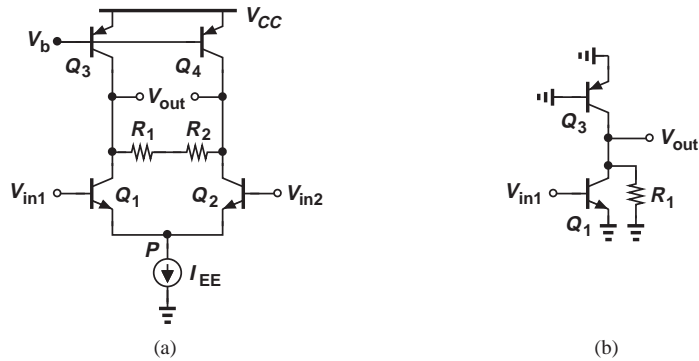 V_CC
V_b
Q_3
Q_4
V_out
R_1
R_2
V_in1
Q_1
Q_2
V_in2
P
I_EE
(a)
Q_3
V_out
V_in1
R_1
Q_1
(b)